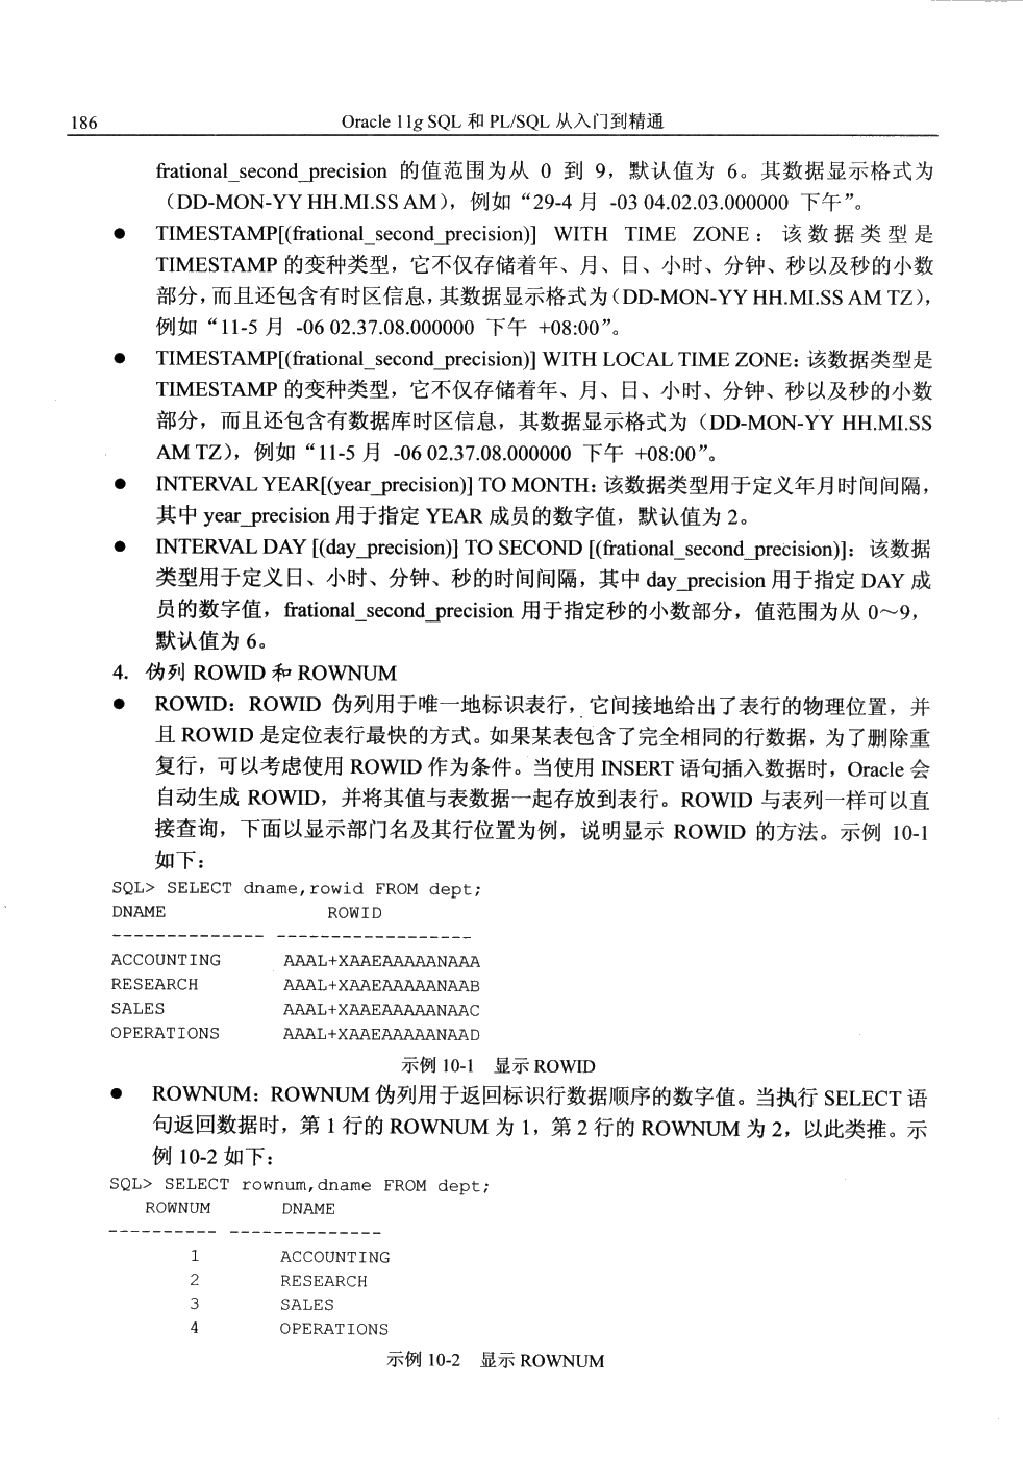 186
Oracle 11g SQL 和 PL/SQL 从入门到精通
frational_second_precision 的值范围为从 0 到 9，默认值为 6。其数据显示格式为
（DD-MON-YY HH.MI.SS AM），例如“29-4 月 -03 04.02.03.000000 下午”。
● TIMESTAMP[(frational_second_precision)] WITH TIME ZONE：该数据类型是
TIMESTAMP 的变种类型，它不仅存储着年、月、日、小时、分钟、秒以及秒的小数
部分，而且还包含有时区信息，其数据显示格式为（DD-MON-YY HH.MI.SS AM TZ），
例如“11-5 月 -06 02.37.08.000000 下午 +08:00”。
● TIMESTAMP[(frational_second_precision)] WITH LOCAL TIME ZONE：该数据类型是
TIMESTAMP 的变种类型，它不仅存储着年、月、日、小时、分钟、秒以及秒的小数
部分，而且还包含有数据库时区信息，其数据显示格式为（DD-MON-YY HH.MI.SS
AM TZ），例如“11-5 月 -06 02.37.08.000000 下午 +08:00”。
● INTERVAL YEAR[(year_precision)] TO MONTH：该数据类型用于定义年月时间间隔，
其中 year_precision 用于指定 YEAR 成员的数字值，默认值为 2。
● INTERVAL DAY [(day_precision)] TO SECOND [(frational_second_precision)]：该数据
类型用于定义日、小时、分钟、秒的时间间隔，其中 day_precision 用于指定 DAY 成
员的数字值，frational_second_precision 用于指定秒的小数部分，值范围为从 0～9，
默认值为 6。
4. 伪列 ROWID 和 ROWNUM
● ROWID：ROWID 伪列用于唯一地标识表行，它间接地给出了表行的物理位置，并
且 ROWID 是定位表行最快的方式。如果某表包含了完全相同的行数据，为了删除重
复行，可以考虑使用 ROWID 作为条件。当使用 INSERT 语句插入数据时，Oracle 会
自动生成 ROWID，并将其值与表数据一起存放到表行。ROWID 与表列一样可以直
接查询，下面以显示部门名及其行位置为例，说明显示 ROWID 的方法。示例 10-1
如下：
SQL> SELECT dname,rowid FROM dept;
DNAME ROWID
-------------- ------------------
ACCOUNTING AAAL+XAAEAAAAANAAA
RESEARCH AAAL+XAAEAAAAANAAB
SALES AAAL+XAAEAAAAANAAC
OPERATIONS AAAL+XAAEAAAAANAAD
示例 10-1 显示 ROWID
● ROWNUM：ROWNUM 伪列用于返回标识行数据顺序的数字值。当执行 SELECT 语
句返回数据时，第 1 行的 ROWNUM 为 1，第 2 行的 ROWNUM 为 2，以此类推。示
例 10-2 如下：
SQL> SELECT rownum,dname FROM dept;
ROWNUM DNAME
---------- --------------
1 ACCOUNTING
2 RESEARCH
3 SALES
4 OPERATIONS
示例 10-2 显示 ROWNUM